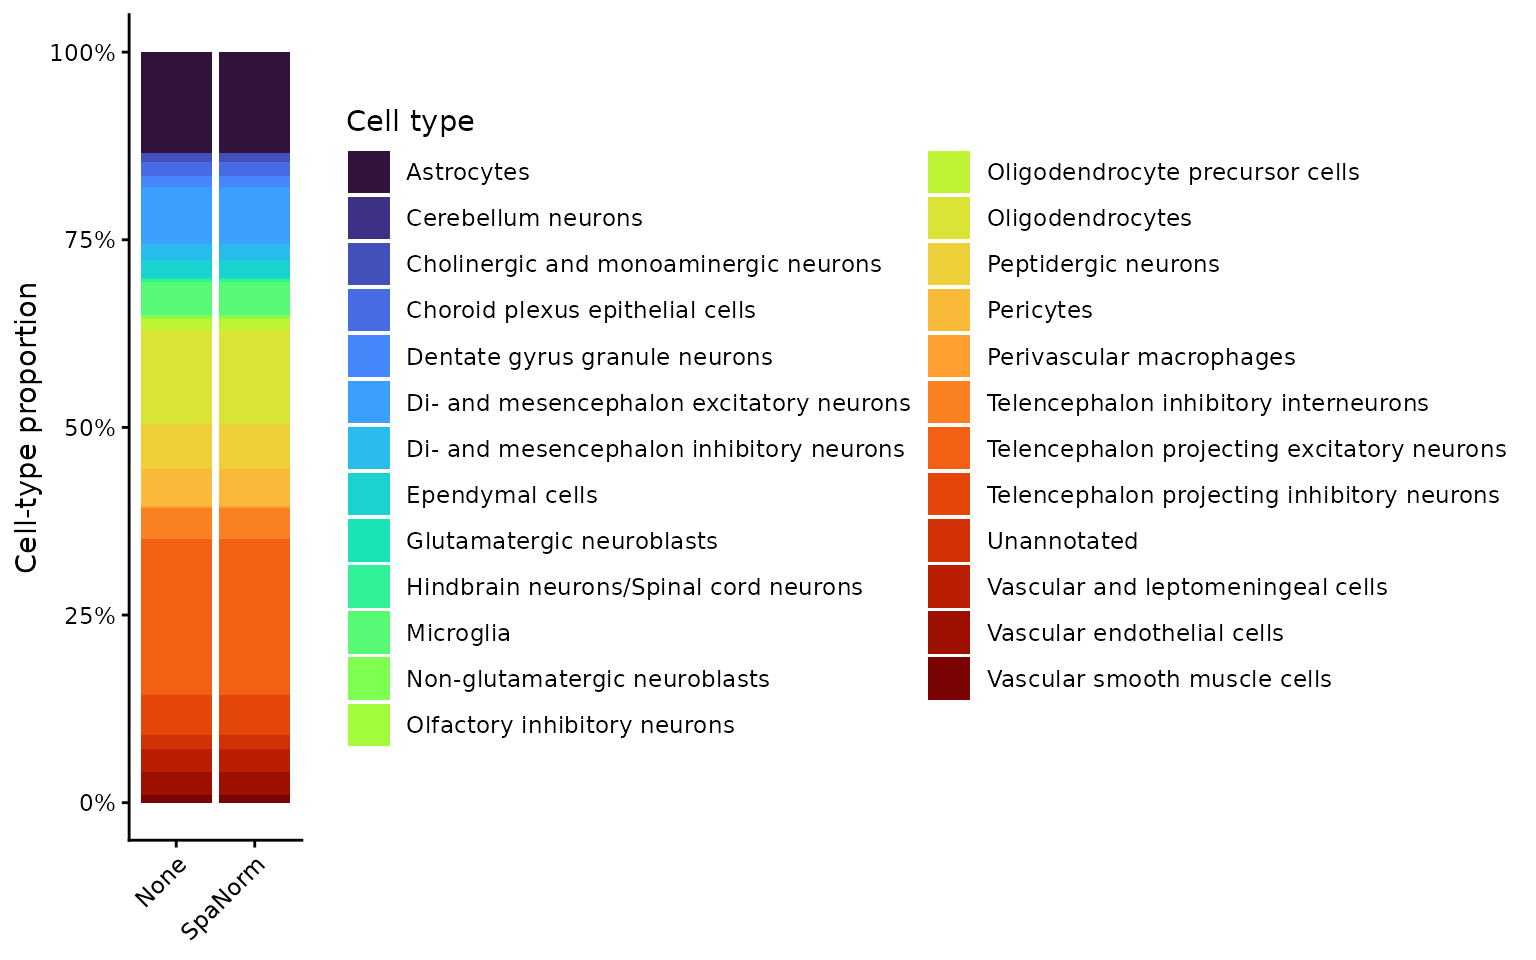 Cell-type proportion
100%
75%
50%
25%
0%
None
SpaNorm
Cell type
Astrocytes
Cerebellum neurons
Cholinergic and monoaminergic neurons
Choroid plexus epithelial cells
Dentate gyrus granule neurons
Di- and mesencephalon excitatory neurons
Di- and mesencephalon inhibitory neurons
Ependymal cells
Glutamatergic neuroblasts
Hindbrain neurons/Spinal cord neurons
Microglia
Non-glutamatergic neuroblasts
Olfactory inhibitory neurons
Oligodendrocyte precursor cells
Oligodendrocytes
Peptidergic neurons
Pericytes
Perivascular macrophages
Telencephalon inhibitory interneurons
Telencephalon projecting excitatory neurons
Telencephalon projecting inhibitory neurons
Unannotated
Vascular and leptomeningeal cells
Vascular endothelial cells
Vascular smooth muscle cells